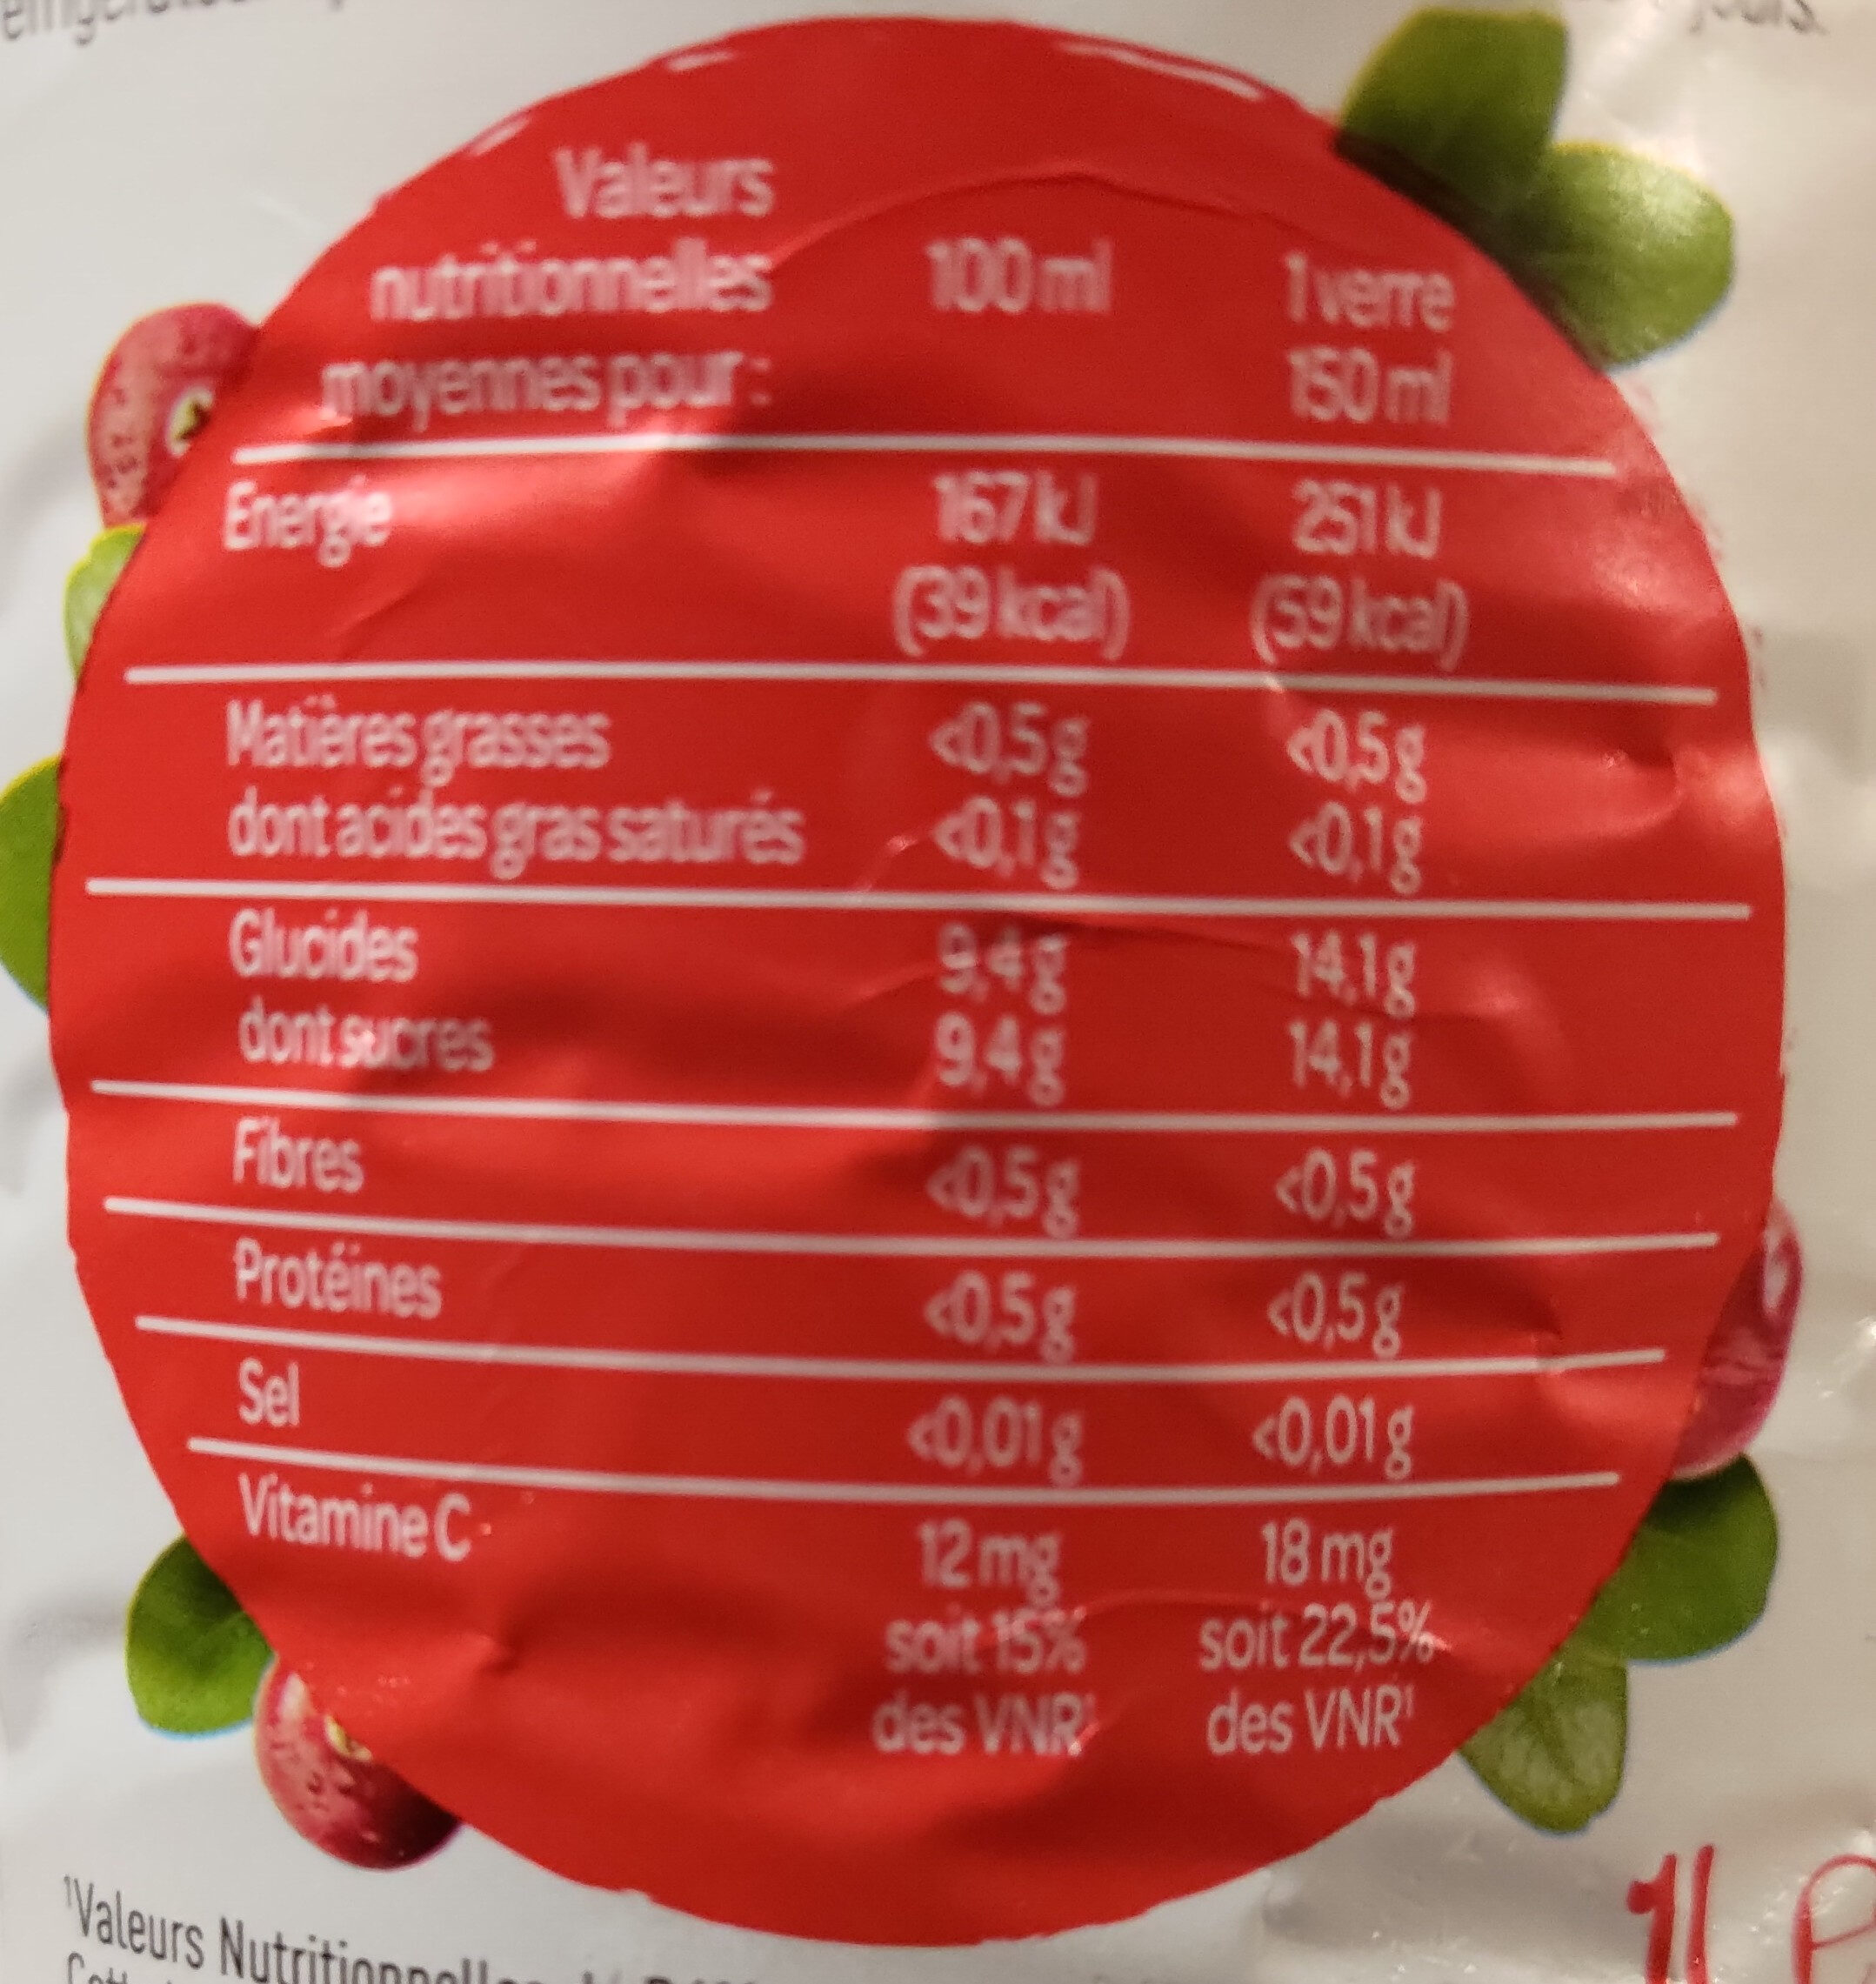 Valeurs
nutritionnelles 100 ml 1 verre
moyennes pour : 150 ml
Energie 167 kJ 251 kJ
(39 kcal) (59 kcal)
Matières grasses <0,5 g <0,5 g
dont acides gras saturés <0,1 g <0,1 g
Glucides 9,4 g 14,1 g
dont sucres 9,4 g 14,1 g
Fibres <0,5 g <0,5 g
Protéines <0,5 g <0,5 g
Sel <0,01 g <0,01 g
Vitamine C 12 mg 18 mg
soit 15% soit 22,5%
des VNR¹ des VNR¹
1L
¹Valeurs Nutritionnelles